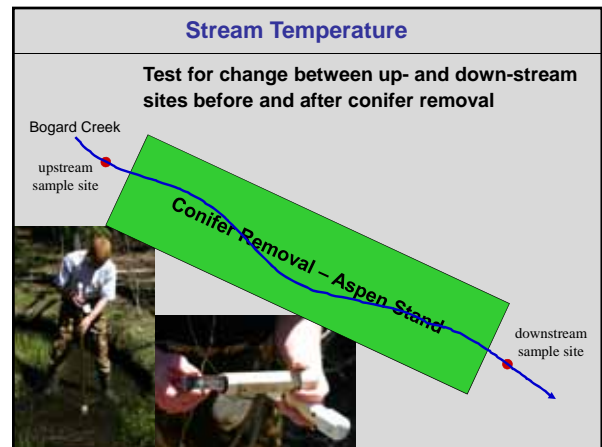 Stream Temperature
Test for change between up- and down-stream
sites before and after conifer removal
Bogard Creek
upstream
sample site
Conifer Removal – Aspen Stand
downstream
sample site